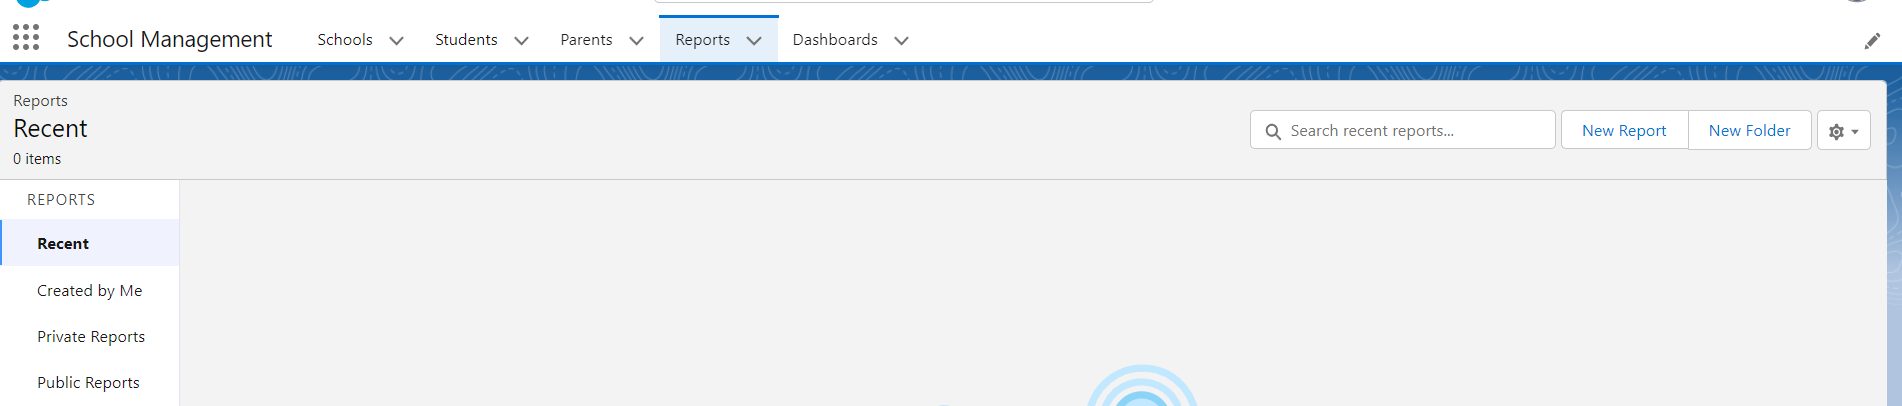 School Management Schools Students Parents Reports Dashboards
Reports
Recent
0 items
Search recent reports... New Report New Folder
REPORTS
Recent
Created by Me
Private Reports
Public Reports